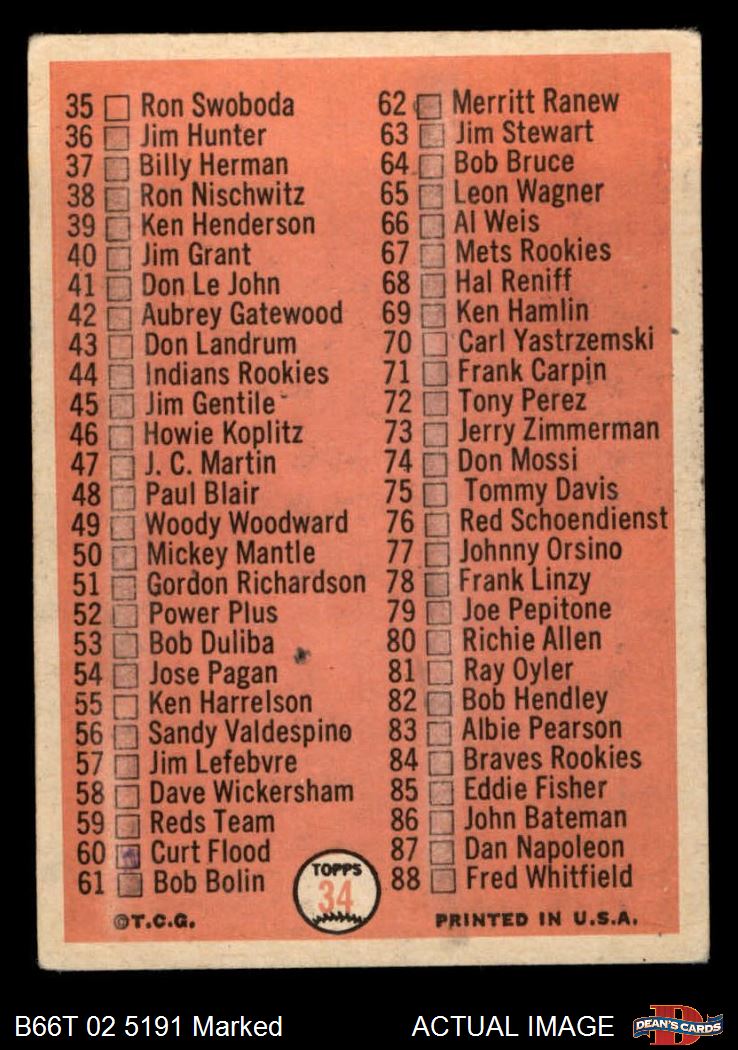 35 Ron Swoboda
36 Jim Hunter
37 Billy Herman
38 Ron Nischwitz
39 Ken Henderson
40 Jim Grant
41 Don Le John
42 Aubrey Gatewood
43 Don Landrum
44 Indians Rookies
45 Jim Gentile
46 Howie Koplitz
47 J. C. Martin
48 Paul Blair
49 Woody Woodward
50 Mickey Mantle
51 Gordon Richardson
52 Power Plus
53 Bob Duliba
54 Jose Pagan
55 Ken Harrelson
56 Sandy Valdespino
57 Jim Lefebvre
58 Dave Wickersham
59 Reds Team
60 Curt Flood
61 Bob Bolin
62 Merritt Ranew
63 Jim Stewart
64 Bob Bruce
65 Leon Wagner
66 Al Weis
67 Mets Rookies
68 Hal Reniff
69 Ken Hamlin
70 Carl Yastrzemski
71 Frank Carpin
72 Tony Perez
73 Jerry Zimmerman
74 Don Mossi
75 Tommy Davis
76 Red Schoendienst
77 Johnny Orsino
78 Frank Linzy
79 Joe Pepitone
80 Richie Allen
81 Ray Oyler
82 Bob Hendley
83 Albie Pearson
84 Braves Rookies
85 Eddie Fisher
86 John Bateman
87 Dan Napoleon
88 Fred Whitfield
TOPPS
34
©T.C.G.
PRINTED IN U.S.A.
B66T 02 5191 Marked
ACTUAL IMAGE
D
DEAN'S CARDS